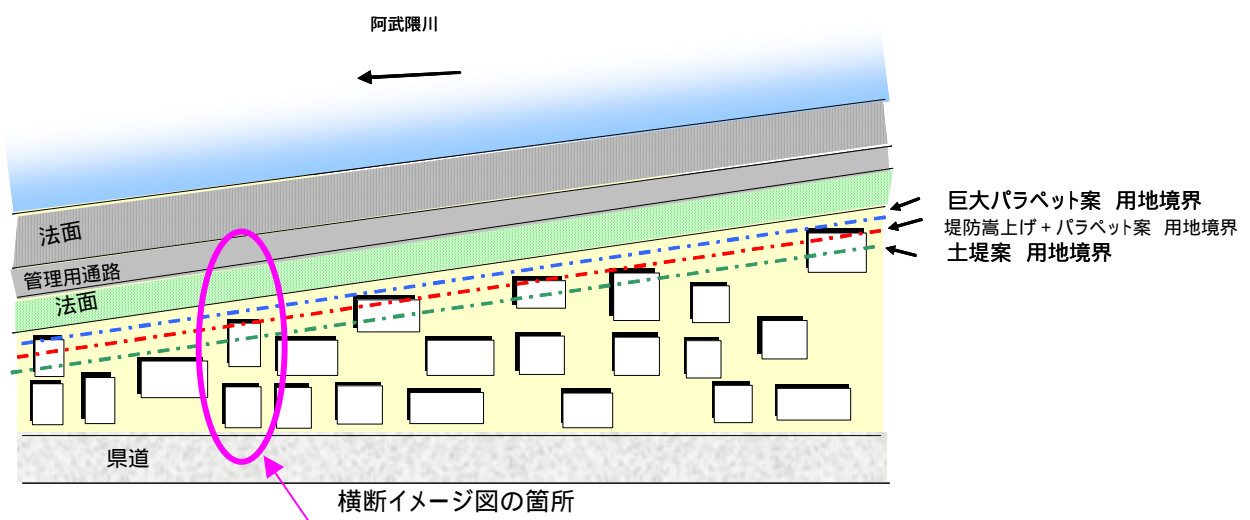 阿武隈川
巨大パラペット案 用地境界
堤防嵩上げ+パラペット案 用地境界
土堤案 用地境界
法面
管理用通路
法面
県道
横断イメージ図の箇所